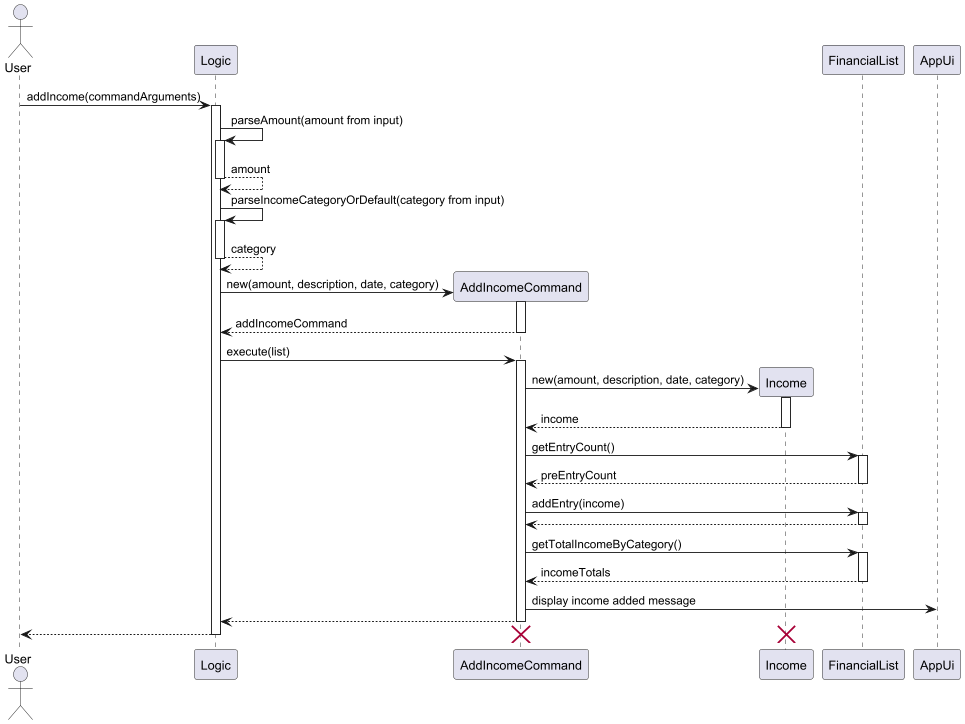 User
Logic
FinancialList
AppUi
addIncome(commandArguments)
parseAmount(amount from input)
amount
parseIncomeCategoryOrDefault(category from input)
category
new(amount, description, date, category)
AddIncomeCommand
addIncomeCommand
execute(list)
new(amount, description, date, category)
Income
income
getEntryCount()
preEntryCount
addEntry(income)
getTotalIncomeByCategory()
incomeTotals
display income added message
User
Logic
AddIncomeCommand
Income
FinancialList
AppUi